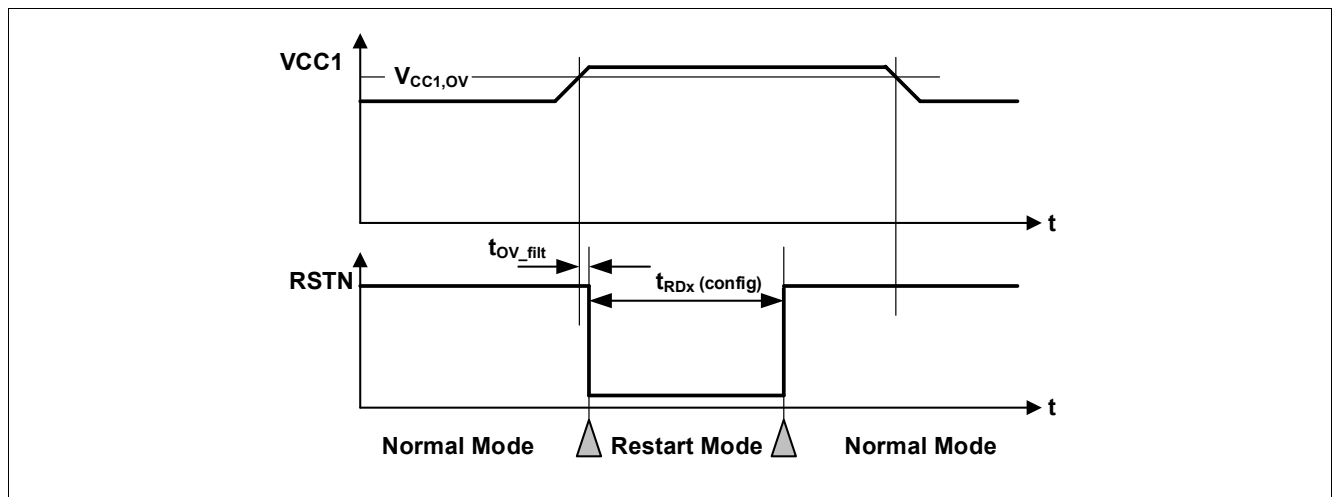 VCC1
VCC1,OV
t
tOV_filt
RSTN
tRDx (config)
t
Normal Mode
Restart Mode
Normal Mode